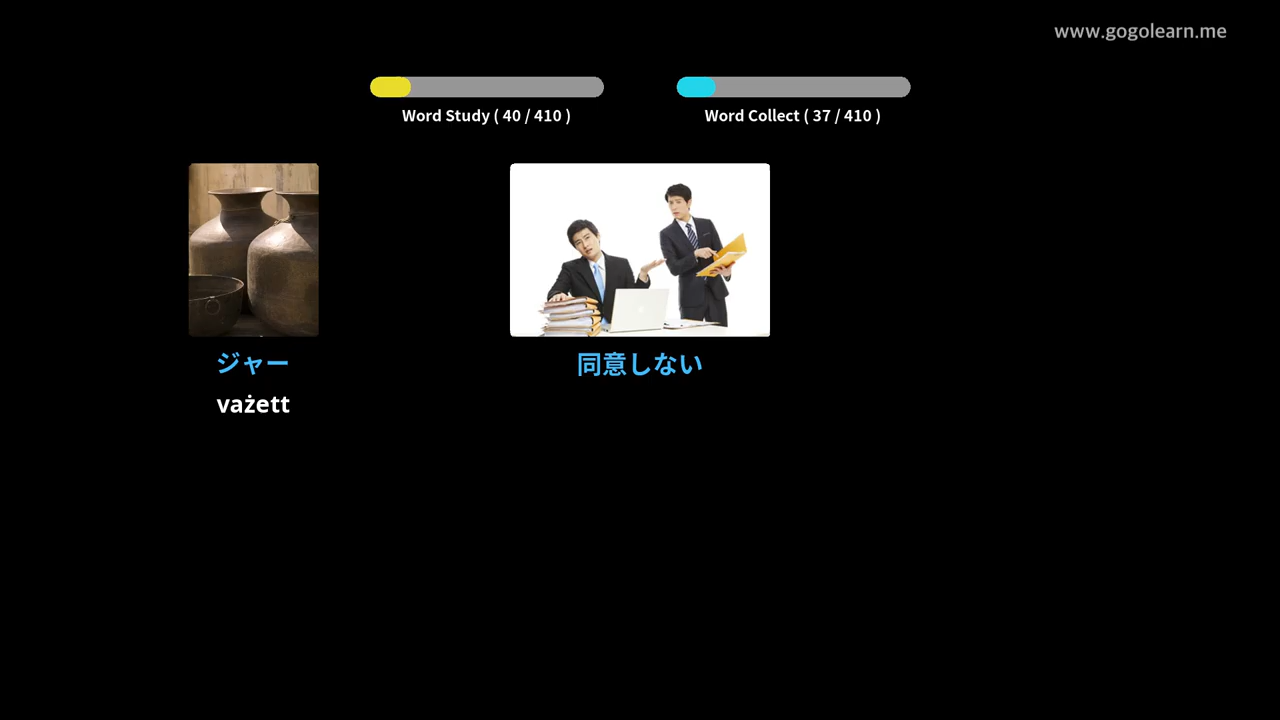 www.gogolearn.me
Word Study ( 40 / 410 )
Word Collect ( 37 / 410 )
ジャー
同意しない
važett